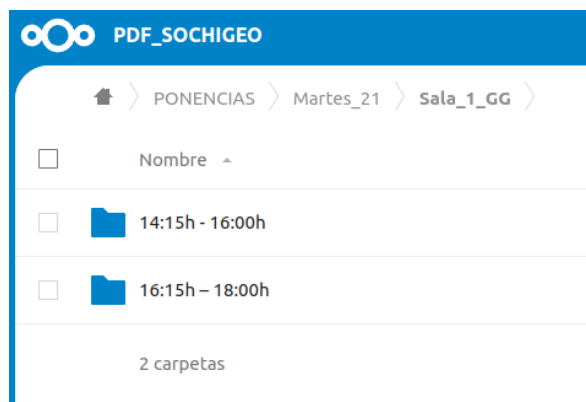 PDF_SOCHIGEO
PONENCIAS Martes_21 Sala_1_GG
Nombre
14:15h - 16:00h
16:15h – 18:00h
2 carpetas